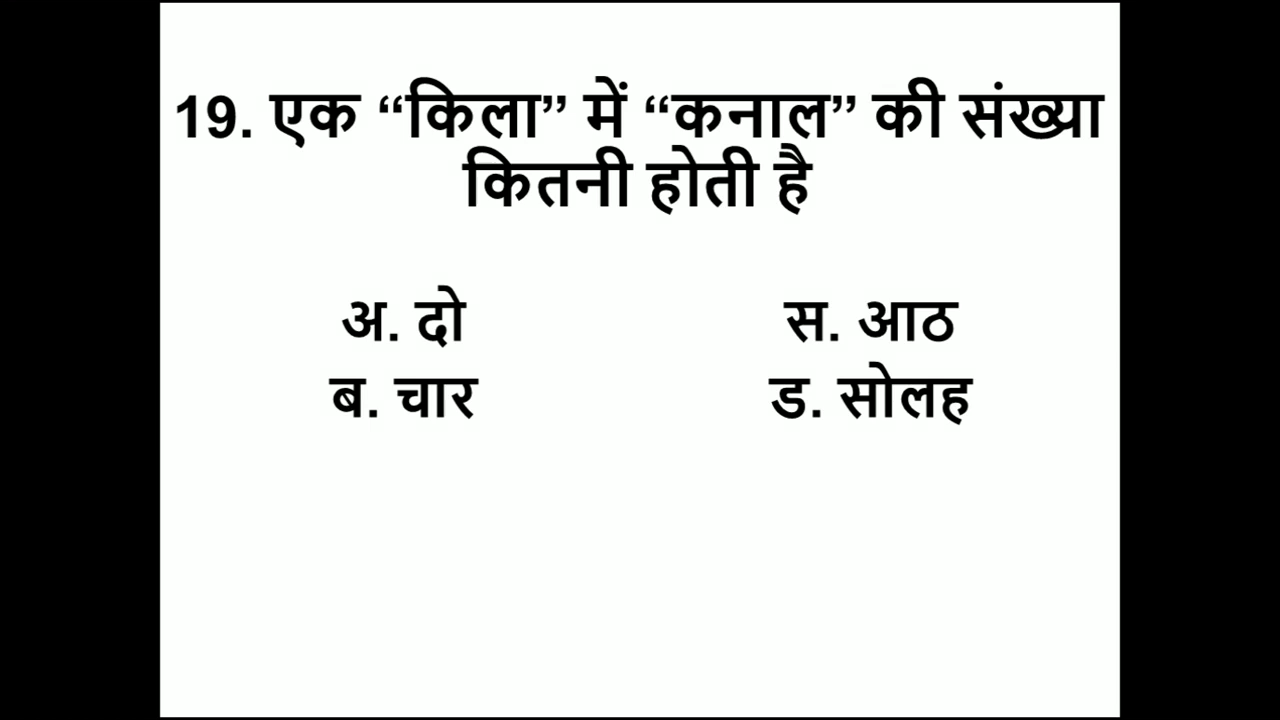 19. एक “किला” में “कनाल” की संख्या
कितनी होती है
अ. दो
स. आठ
ब. चार
ड. सोलह